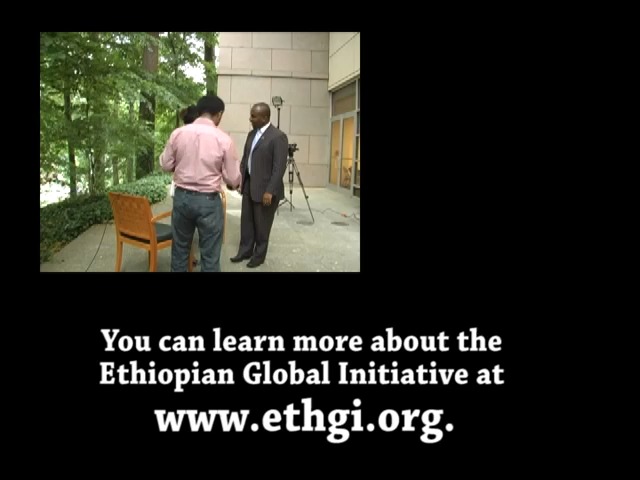 You can learn more about the
Ethiopian Global Initiative at
www.ethgi.org.